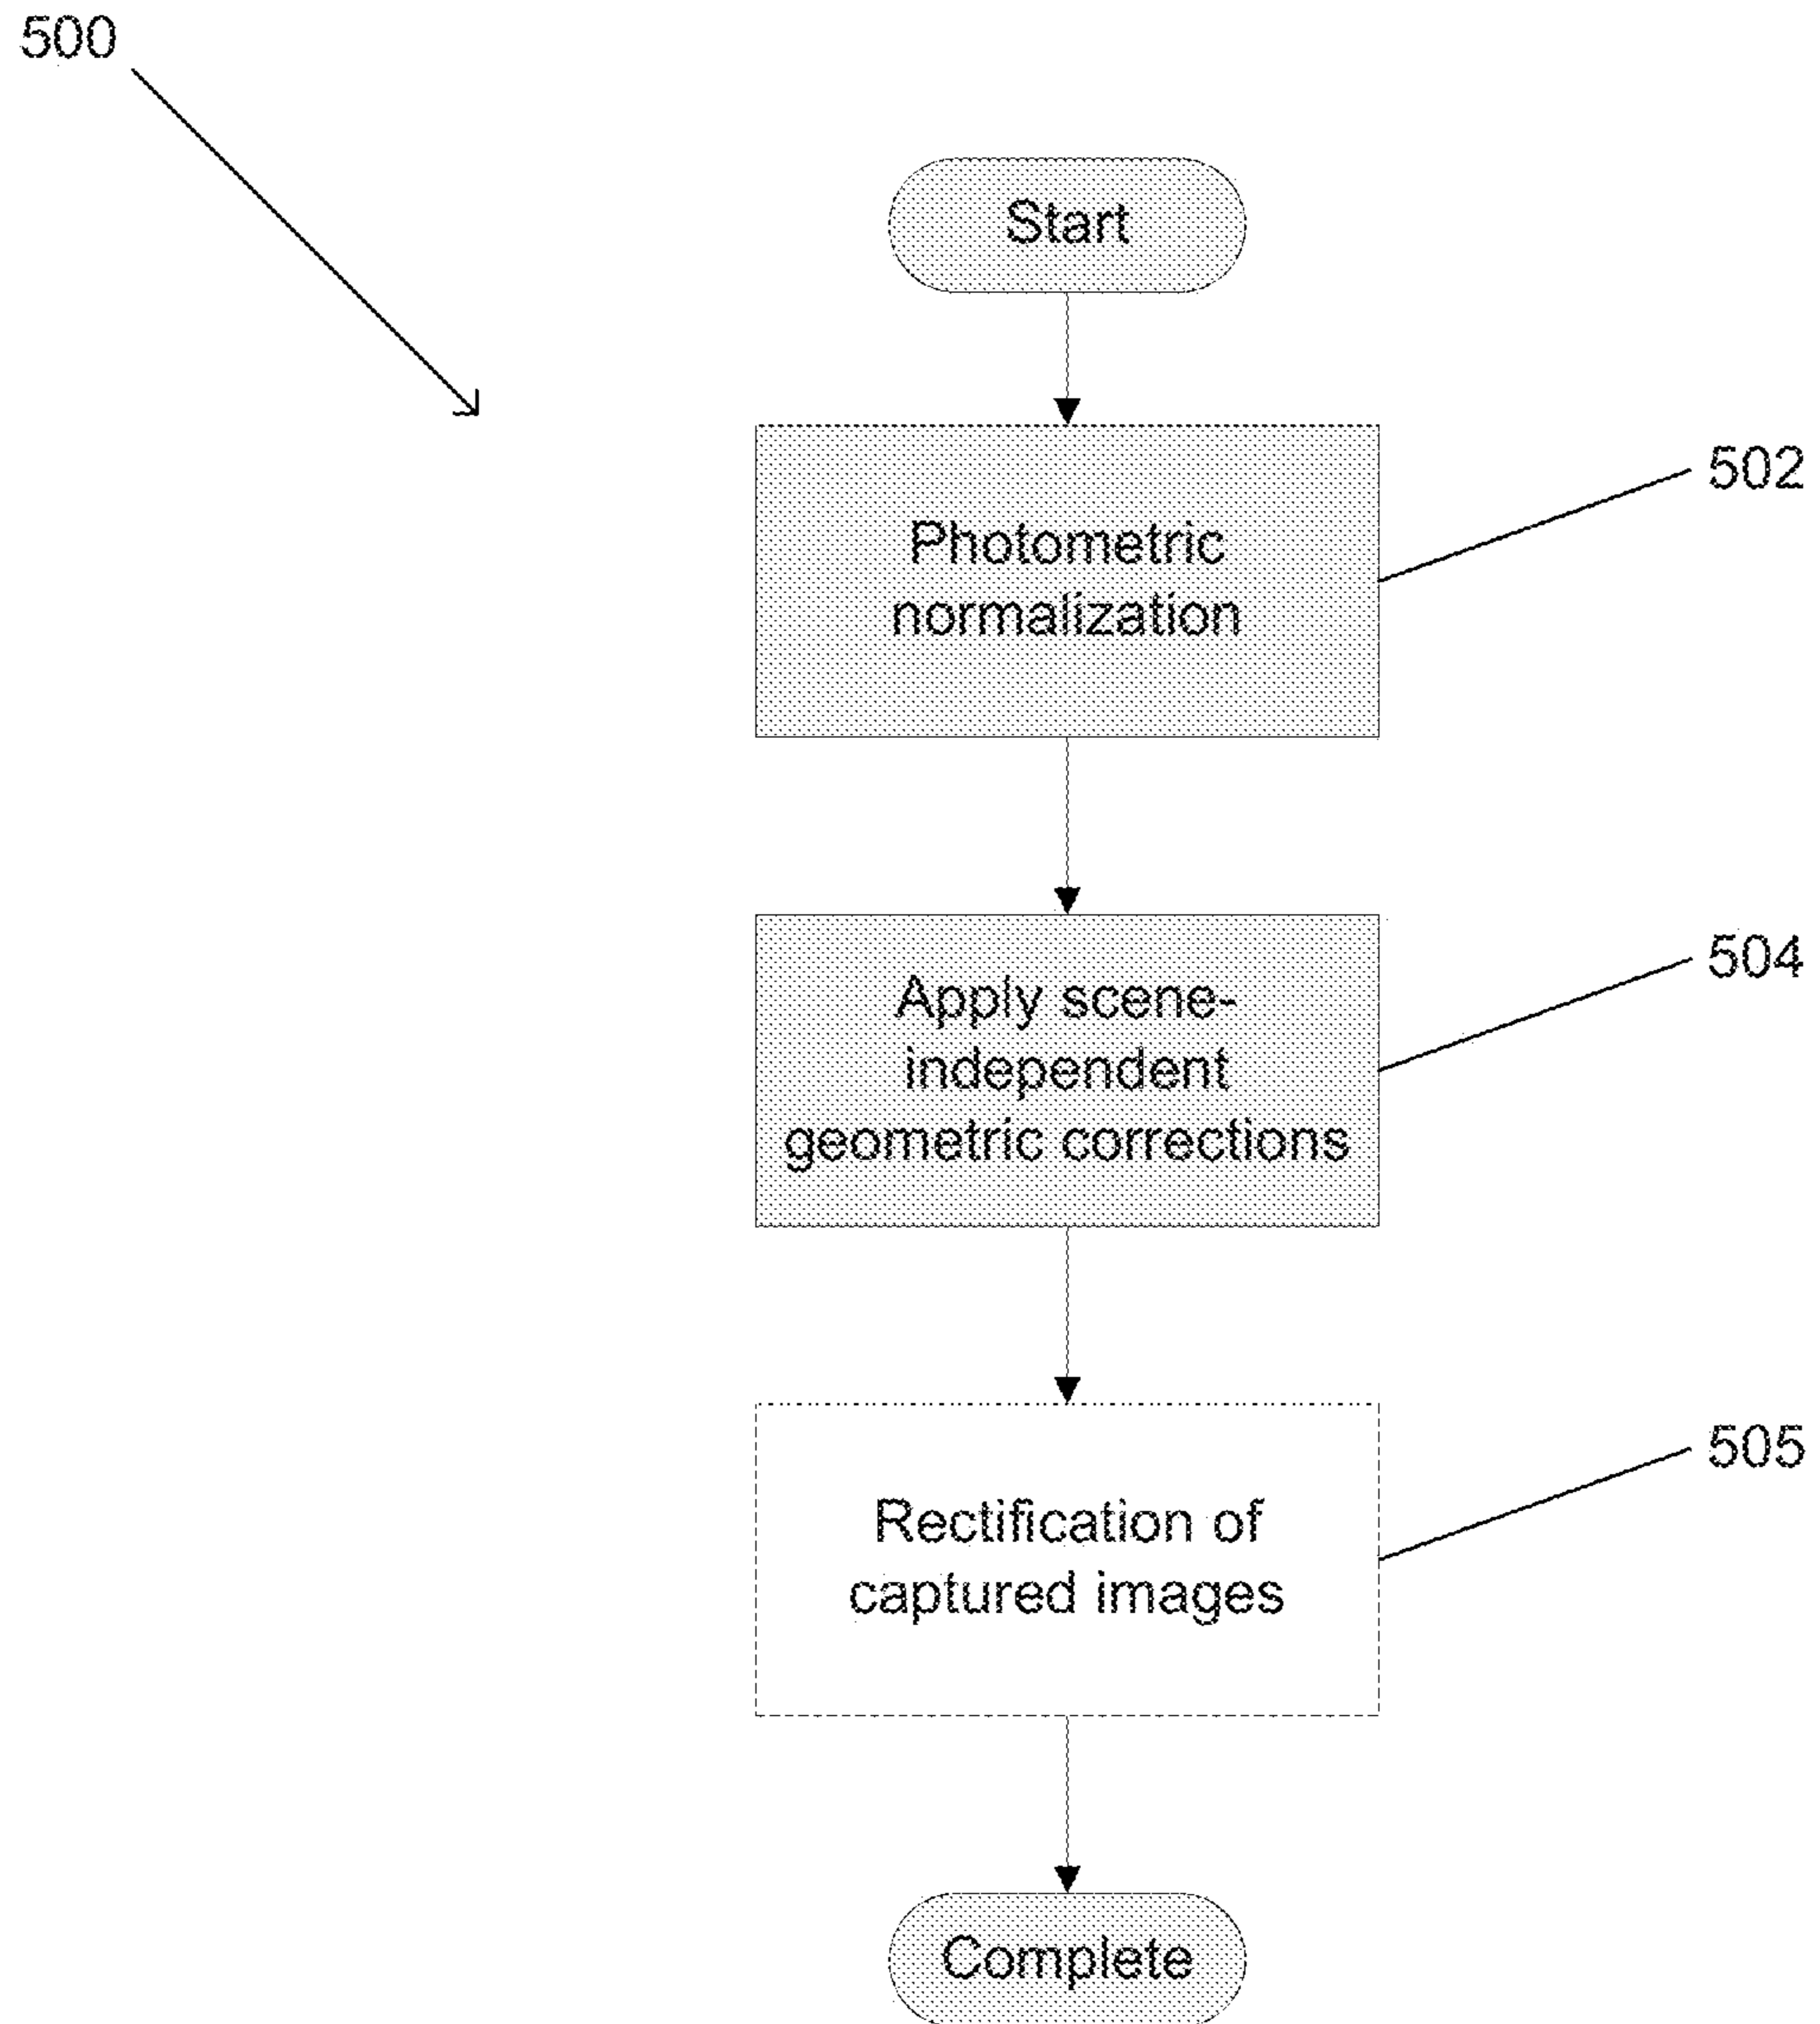 500
Start
502
Photometric
normalization
504
Apply scene-
independent
geometric corrections
505
Rectification of
captured images
Complete